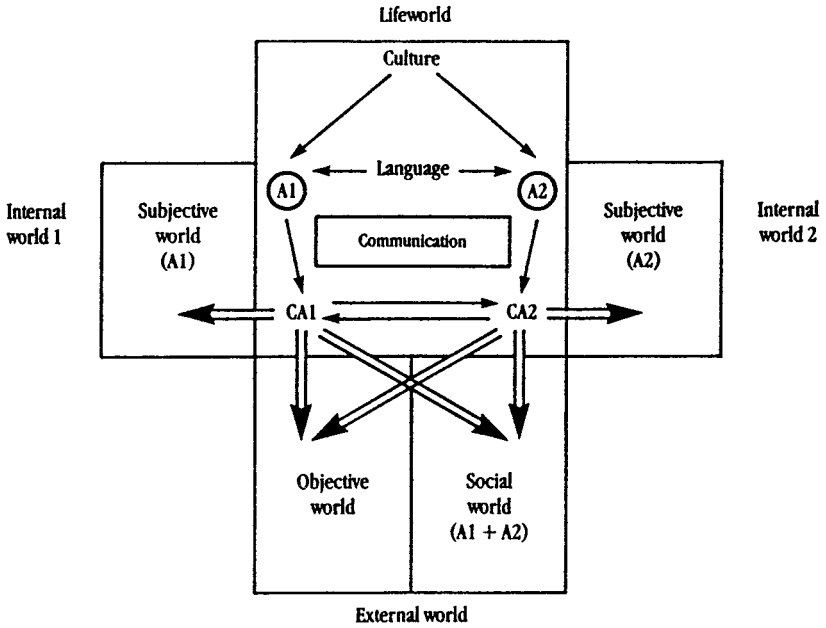 Lifeworld
Culture
Language
A1
A2
Internal
world 1
Subjective
world
(A1)
Communication
Subjective
world
(A2)
Internal
world 2
CA1
CA2
Objective
world
Social
world
(A1 + A2)
External world